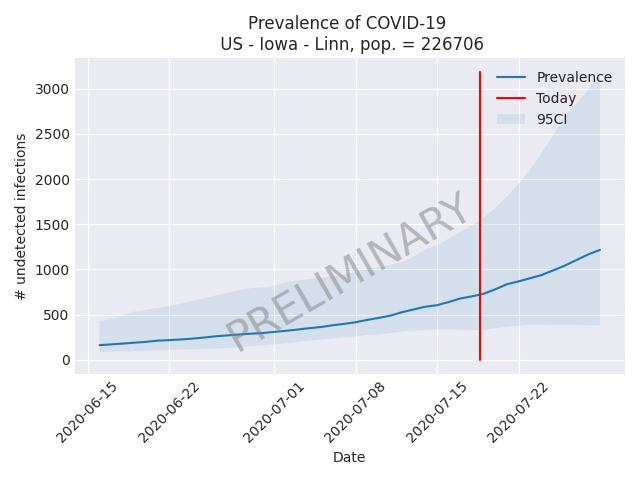 Prevalence of COVID-19
US - Iowa - Linn, pop. = 226706
Prevalence
Today
95CI
3000
2500
2000
1500
1000
500
0
# undetected infections
PRELIMINARY
2020-06-15
2020-06-22
2020-07-01
2020-07-08
2020-07-15
2020-07-22
Date